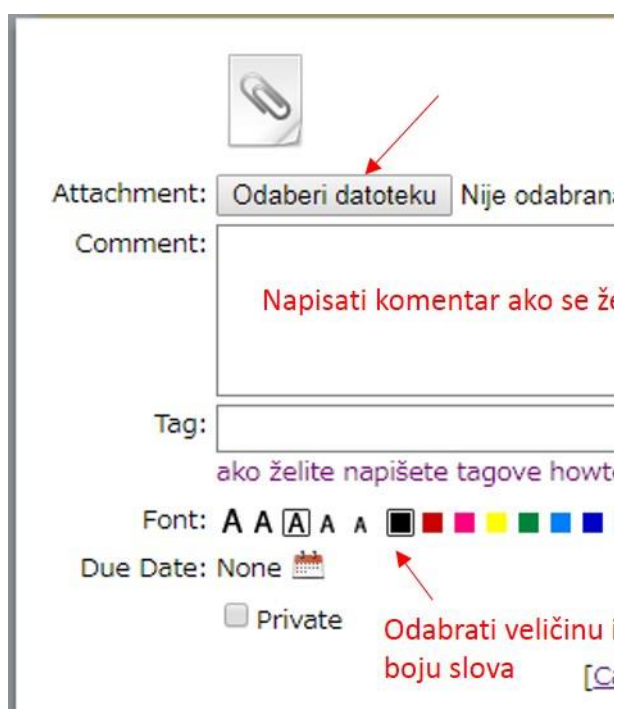 Attachment: Odaberi datoteku Nije odabrana
Comment:
Napisati komentar ako se že
Tag:
ako želite napišete tagove howto
Font: A A A A A
Due Date: None
Private
Odabrati veličinu i
boju slova
[Ca